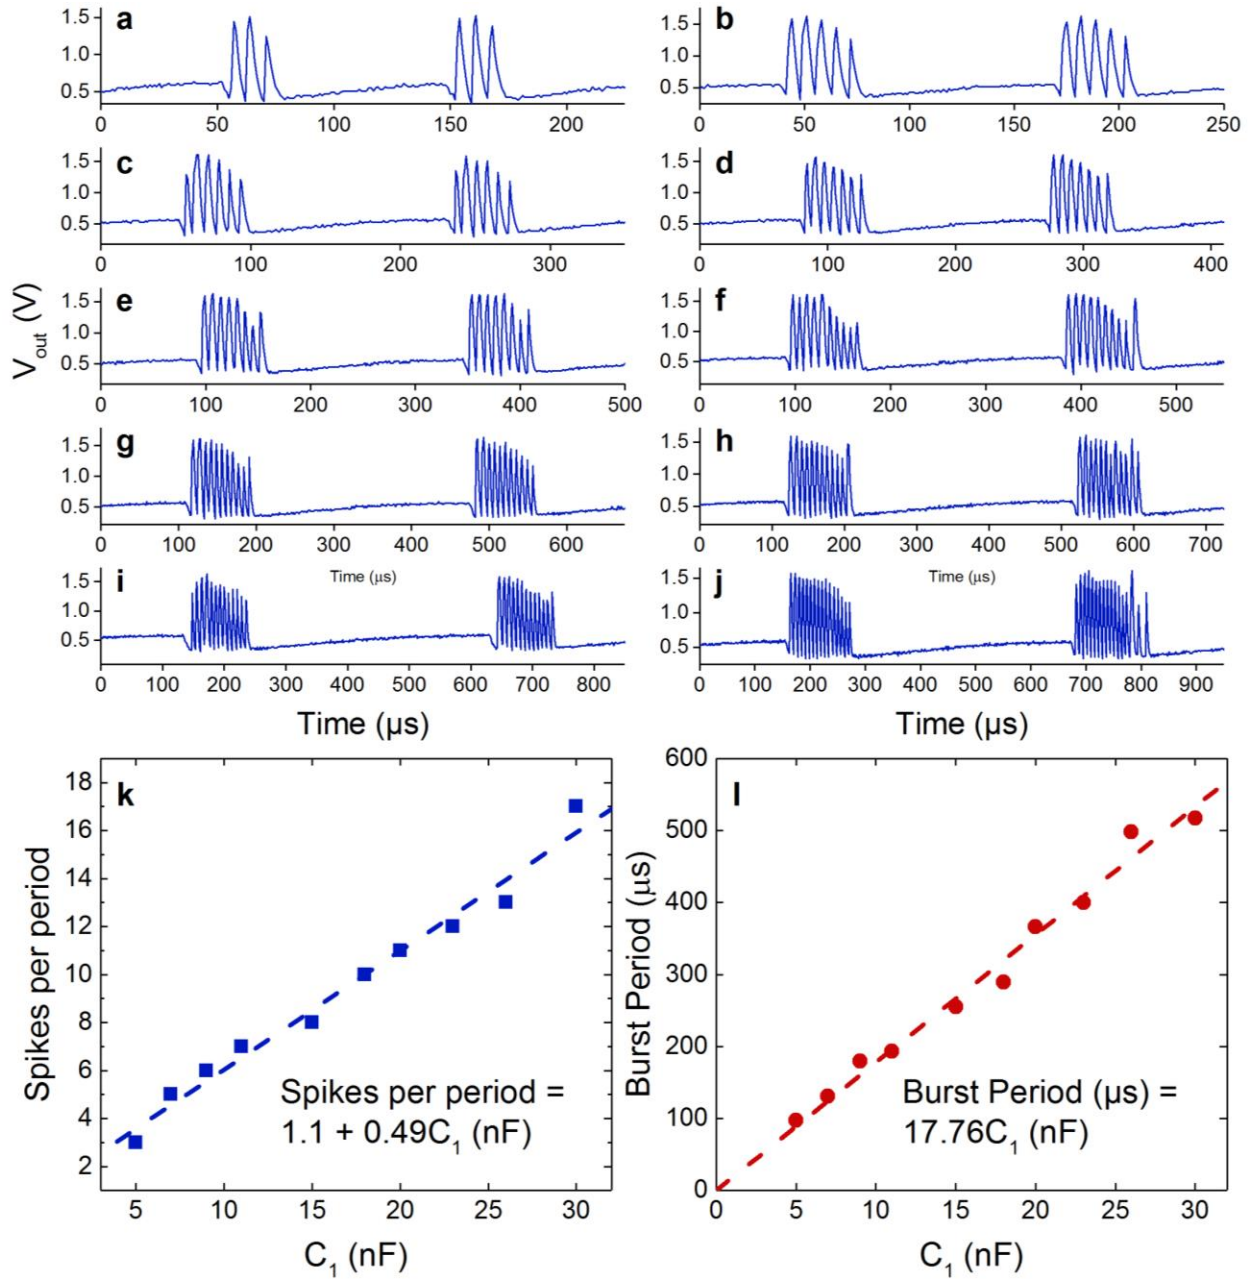 a
1.5
1.0
0.5
0 50 100 150 200
b
1.5
1.0
0.5
0 50 100 150 200 250
c
1.5
1.0
0.5
0 100 200 300
d
1.5
1.0
0.5
0 100 200 300 400
V_out (V)
e
1.5
1.0
0.5
0 100 200 300 400 500
f
1.5
1.0
0.5
0 100 200 300 400 500
g
1.5
1.0
0.5
0 100 200 300 400 500 600
h
1.5
1.0
0.5
0 100 200 300 400 500 600 700
i
Time (µs)
1.5
1.0
0.5
0 100 200 300 400 500 600 700 800
Time (µs)
j
Time (µs)
1.5
1.0
0.5
0 100 200 300 400 500 600 700 800 900
Time (µs)
k
Spikes per period
18
16
14
12
10
8
6
4
2
Spikes per period =
1.1 + 0.49C₁ (nF)
5 10 15 20 25 30
C₁ (nF)
l
Burst Period (µs)
600
500
400
300
200
100
0
Burst Period (µs) =
17.76C₁ (nF)
0 5 10 15 20 25 30
C₁ (nF)